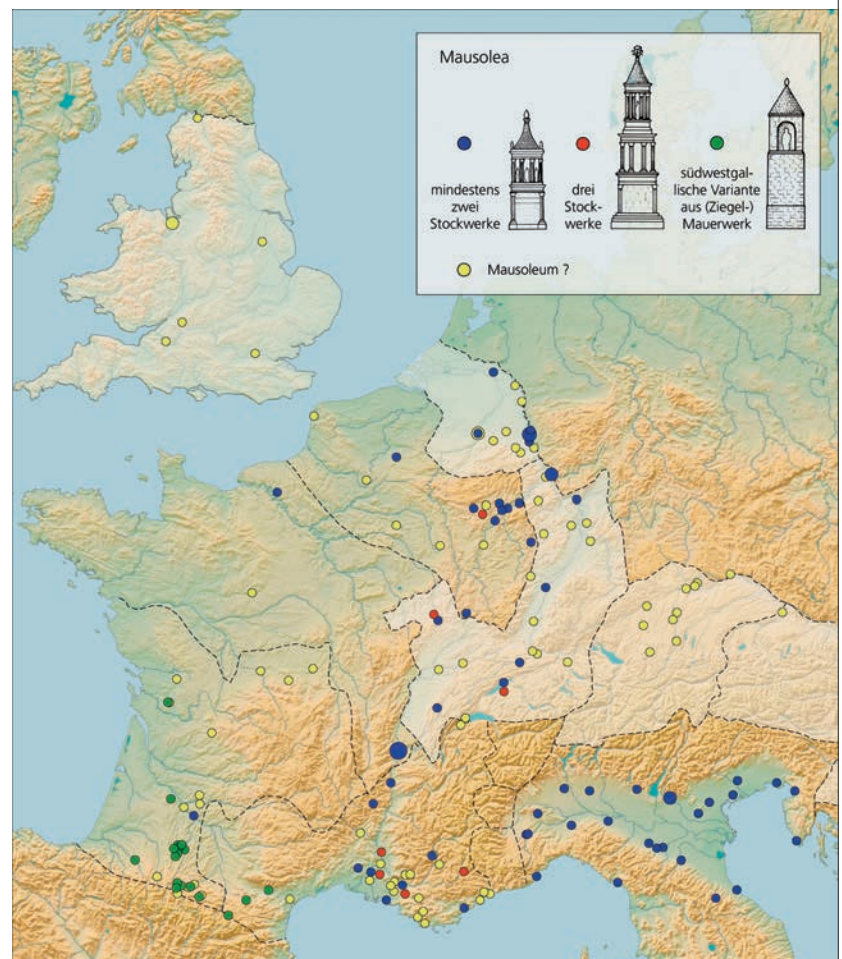 Mausolea
mindestens
zwei
Stockwerke
drei
Stock-
werke
südwestgal-
lische Variante
aus (Ziegel-)
Mauerwerk
Mausoleum ?